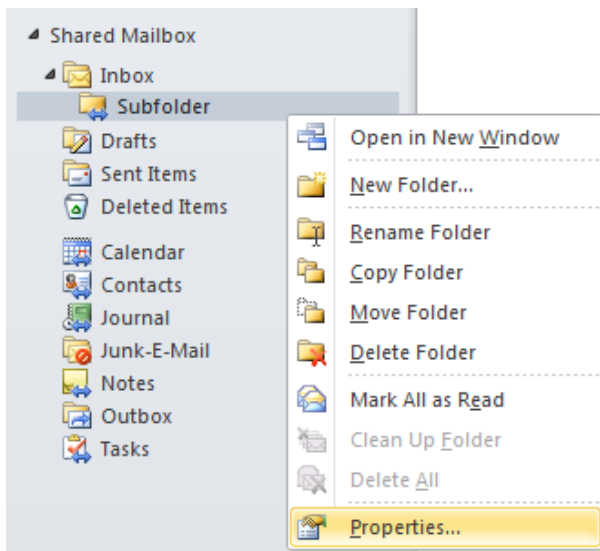 Shared Mailbox
Inbox
Subfolder
Drafts
Sent Items
Deleted Items
Calendar
Contacts
Journal
Junk-E-Mail
Notes
Outbox
Tasks
Open in New Window
New Folder...
Rename Folder
Copy Folder
Move Folder
Delete Folder
Mark All as Read
Clean Up Folder
Delete All
Properties...